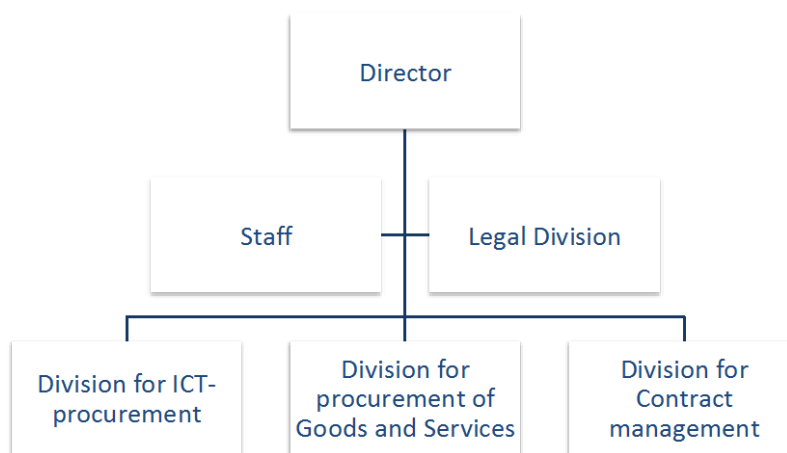 Director
Staff
Legal Division
Division for ICT-
procurement
Division for
procurement of
Goods and Services
Division for
Contract
management